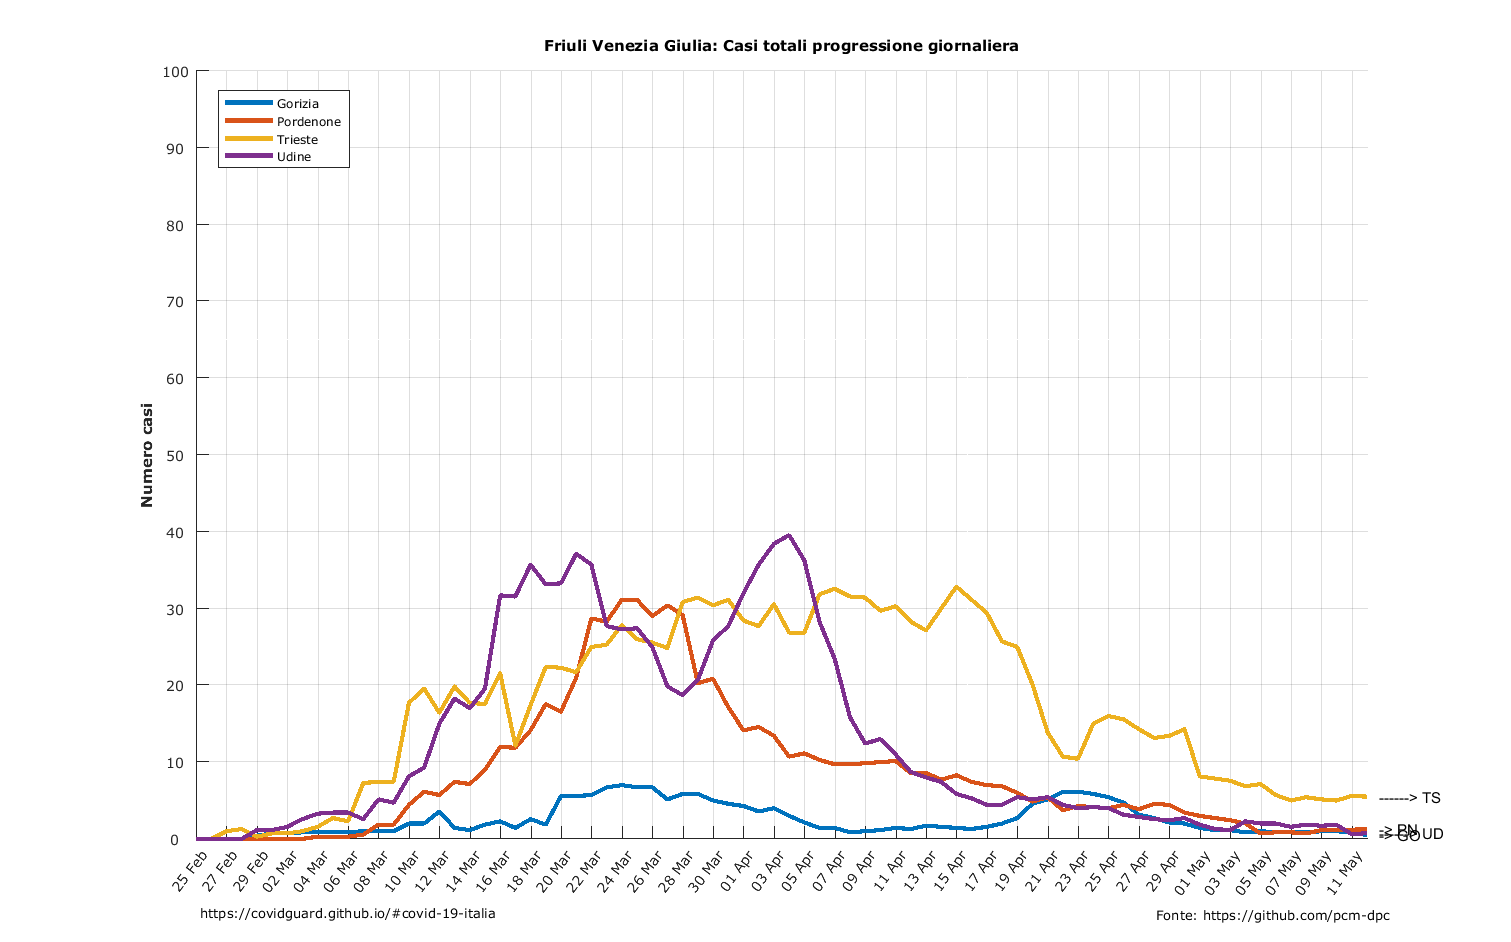 Friuli Venezia Giulia: Casi totali progressione giornaliera
100
90
80
70
60
50
40
30
20
10
0
Numero casi
Gorizia
Pordenone
Trieste
Udine
------> TS
-> PN
-----> UD
-> GO
25 Feb
27 Feb
29 Feb
02 Mar
04 Mar
06 Mar
08 Mar
10 Mar
12 Mar
14 Mar
16 Mar
18 Mar
20 Mar
22 Mar
24 Mar
26 Mar
28 Mar
30 Mar
01 Apr
03 Apr
05 Apr
07 Apr
09 Apr
11 Apr
13 Apr
15 Apr
17 Apr
19 Apr
21 Apr
23 Apr
25 Apr
27 Apr
29 Apr
01 May
03 May
05 May
07 May
09 May
11 May
https://covidguard.github.io/#covid-19-italia
Fonte: https://github.com/pcm-dpc